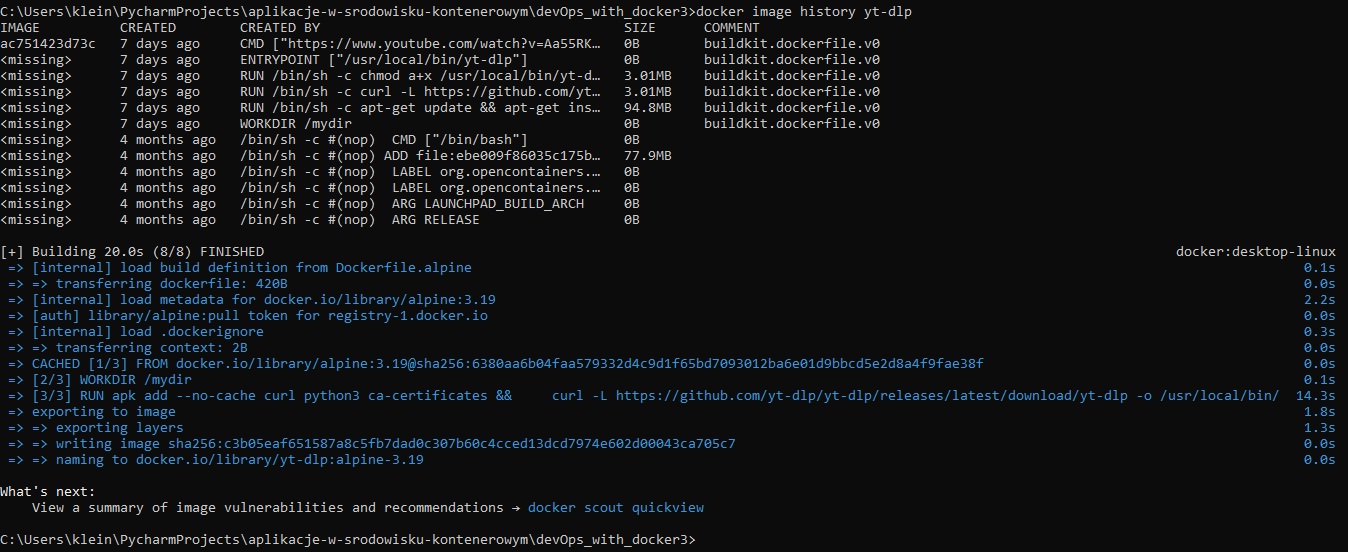 C:\Users\klein\PycharmProjects\aplikacje-w-srodowisku-kontenerowym\devOps_with_docker3>docker image history yt-dlp
IMAGE CREATED CREATED BY SIZE COMMENT
ac751423d73c 7 days ago CMD ["https://www.youtube.com/watch?v=Aa55RK… 0B buildkit.dockerfile.v0
<missing> 7 days ago ENTRYPOINT ["/usr/local/bin/yt-dlp"] 0B buildkit.dockerfile.v0
<missing> 7 days ago RUN /bin/sh -c chmod a+x /usr/local/bin/yt-d… 3.01MB buildkit.dockerfile.v0
<missing> 7 days ago RUN /bin/sh -c curl -L https://github.com/yt… 3.01MB buildkit.dockerfile.v0
<missing> 7 days ago RUN /bin/sh -c apt-get update && apt-get ins… 94.8MB buildkit.dockerfile.v0
<missing> 7 days ago WORKDIR /mydir 0B buildkit.dockerfile.v0
<missing> 4 months ago /bin/sh -c #(nop) CMD ["/bin/bash"] 0B
<missing> 4 months ago /bin/sh -c #(nop) ADD file:ebe009f86035c175b… 77.9MB
<missing> 4 months ago /bin/sh -c #(nop) LABEL org.opencontainers.… 0B
<missing> 4 months ago /bin/sh -c #(nop) LABEL org.opencontainers.… 0B
<missing> 4 months ago /bin/sh -c #(nop) ARG LAUNCHPAD_BUILD_ARCH 0B
<missing> 4 months ago /bin/sh -c #(nop) ARG RELEASE 0B
[+] Building 20.0s (8/8) FINISHED docker:desktop-linux
=> [internal] load build definition from Dockerfile.alpine 0.1s
=> => transferring dockerfile: 420B 0.0s
=> [internal] load metadata for docker.io/library/alpine:3.19 2.2s
=> [auth] library/alpine:pull token for registry-1.docker.io 0.0s
=> [internal] load .dockerignore 0.3s
=> => transferring context: 2B 0.0s
=> CACHED [1/3] FROM docker.io/library/alpine:3.19@sha256:6380aa6b04faa579332d4c9d1f65bd7093012ba6e01d9bbcd5e2d8a4f9fae38f 0.0s
=> [2/3] WORKDIR /mydir 0.1s
=> [3/3] RUN apk add --no-cache curl python3 ca-certificates && curl -L https://github.com/yt-dlp/yt-dlp/releases/latest/download/yt-dlp -o /usr/local/bin/ 14.3s
=> exporting to image 1.8s
=> => exporting layers 1.3s
=> => writing image sha256:c3b05eaf651587a8c5fb7dad0c307b60c4cced13dcd7974e602d00043ca705c7 0.0s
=> => naming to docker.io/library/yt-dlp:alpine-3.19 0.0s
What's next:
View a summary of image vulnerabilities and recommendations → docker scout quickview
C:\Users\klein\PycharmProjects\aplikacje-w-srodowisku-kontenerowym\devOps_with_docker3>